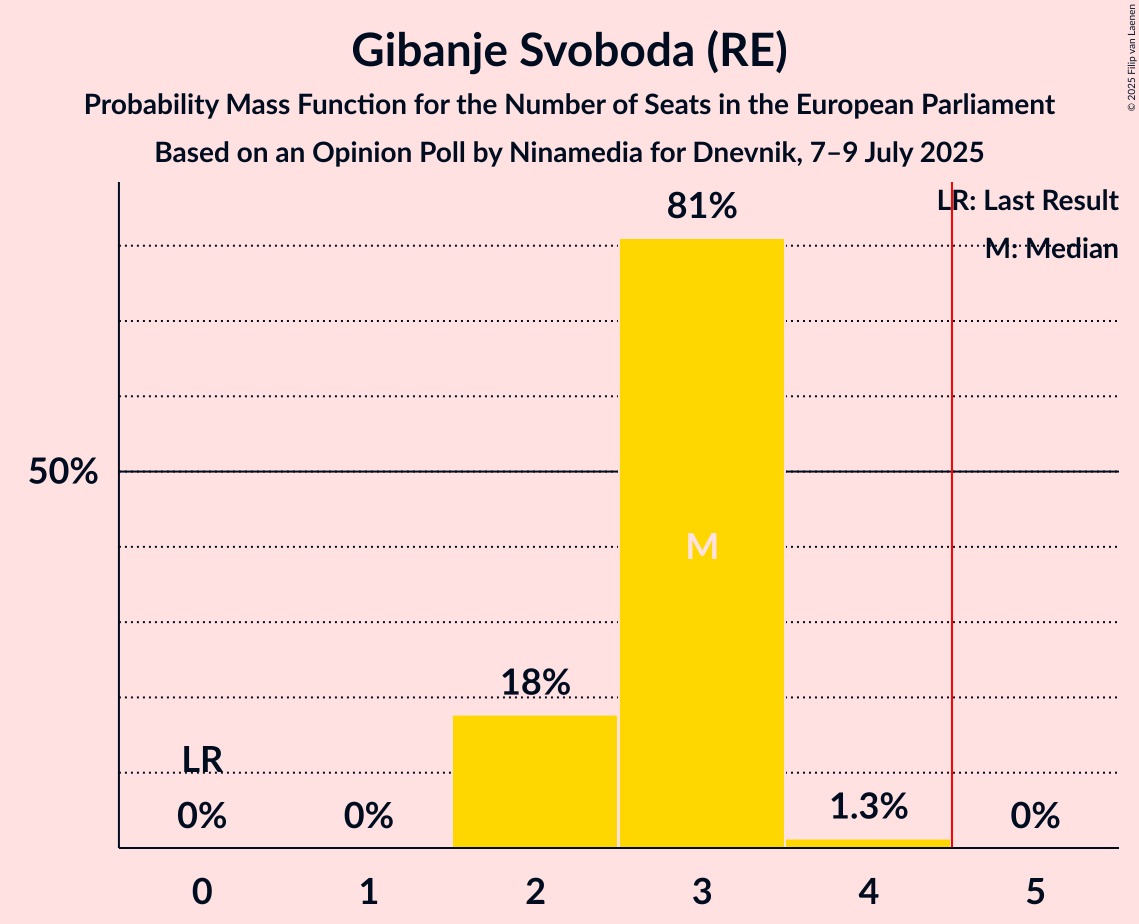 Gibanje Svoboda (RE)
Probability Mass Function for the Number of Seats in the European Parliament
Based on an Opinion Poll by Ninamedia for Dnevnik, 7–9 July 2025
© 2025 Filip van Laenen
LR: Last Result
M: Median
81%
50%
M
18%
LR
0% 0% 1.3% 0%
0 1 2 3 4 5